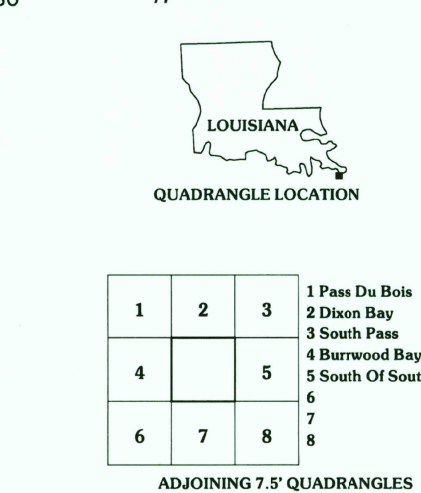 LOUISIANA
QUADRANGLE LOCATION
1 2 3
4 5
6 7 8
1 Pass Du Bois
2 Dixon Bay
3 South Pass
4 Burrwood Bay
5 South Of Sout
6
7
8
ADJOINING 7.5' QUADRANGLES